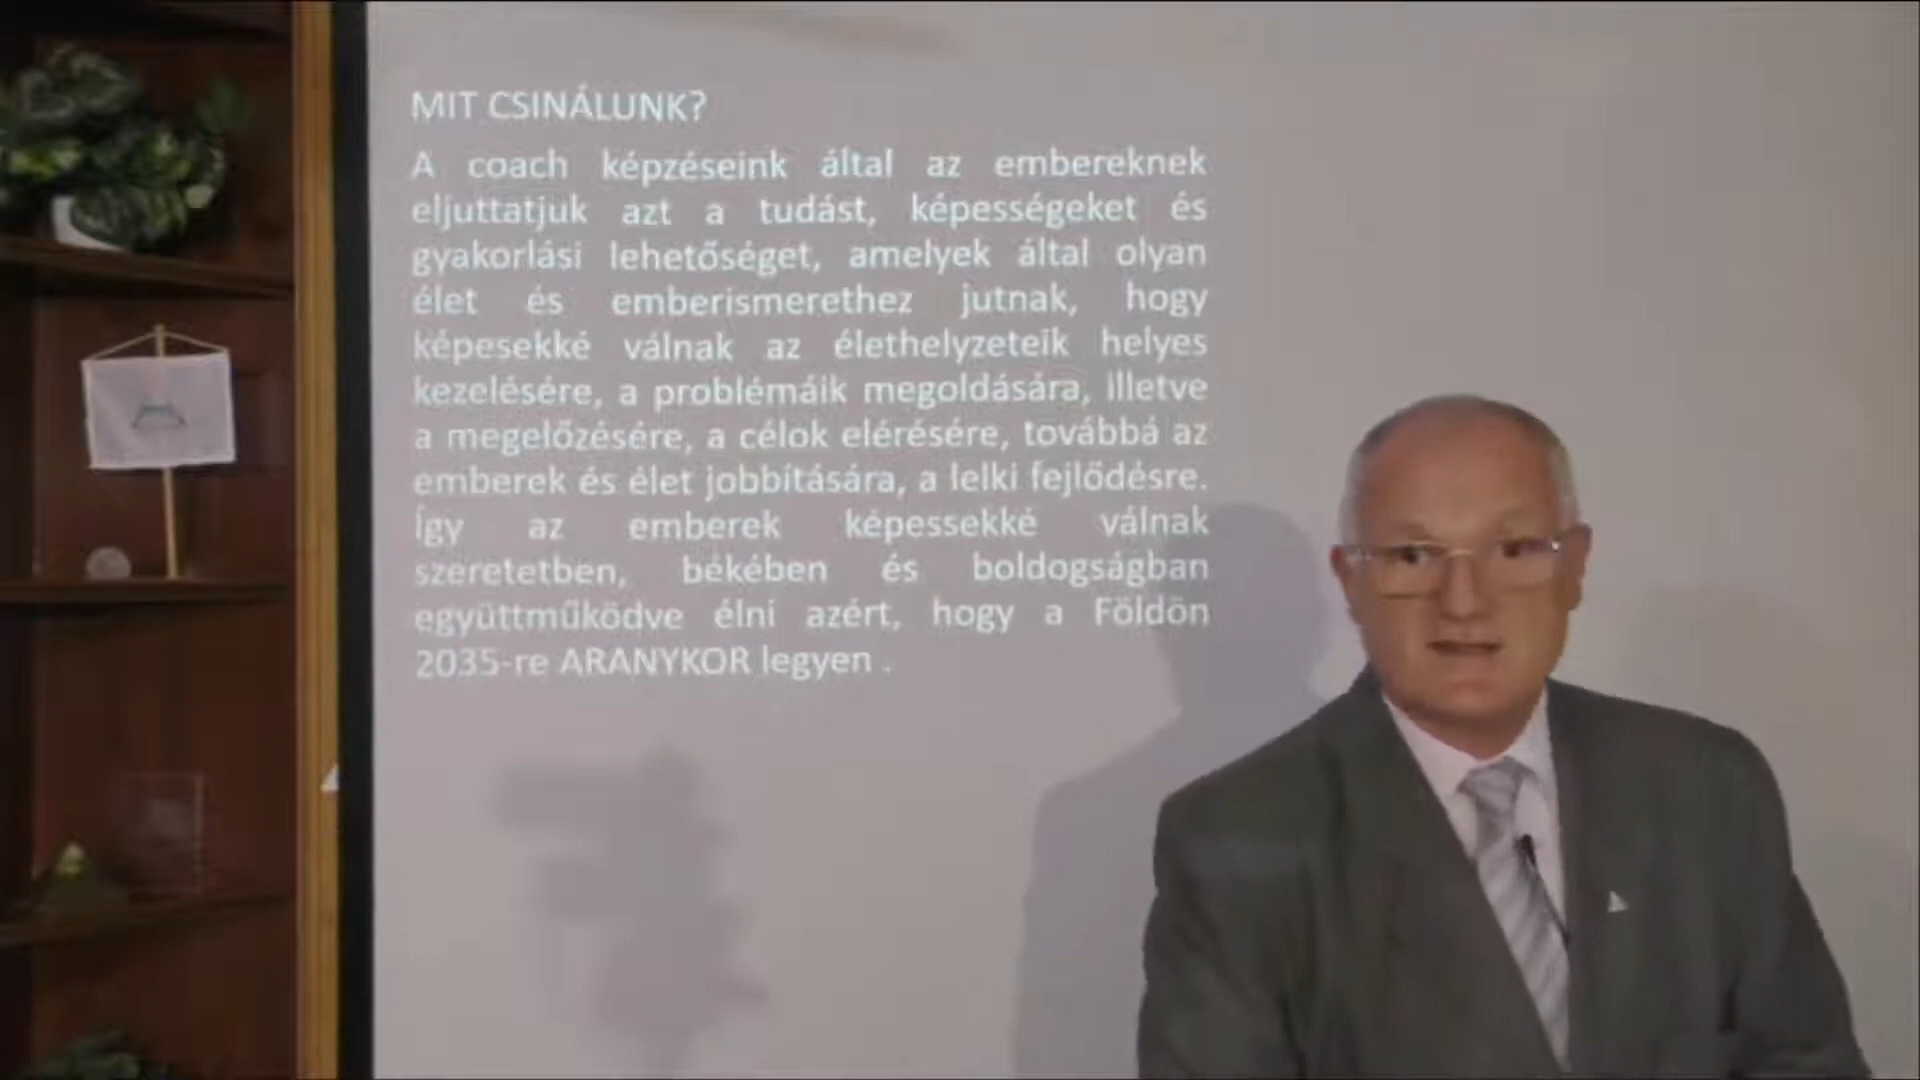 MIT CSINÁLUNK?
A coach képzéseink által az embereknek
eljuttatjuk azt a tudást, képességeket és
gyakorlási lehetőséget, amelyek által olyan
élet és emberismerethez jutnak, hogy
képesekké válnak az élethelyzeteik helyes
kezelésére, a problémáik megoldására, illetve
a megelőzésére, a célok elérésére, továbbá az
emberek és élet jobbítására, a lelki fejlődésre.
Így az emberek képessekké válnak
szeretetben, békében és boldogságban
együttműködve élni azért, hogy a Földön
2035-re ARANYKOR legyen .